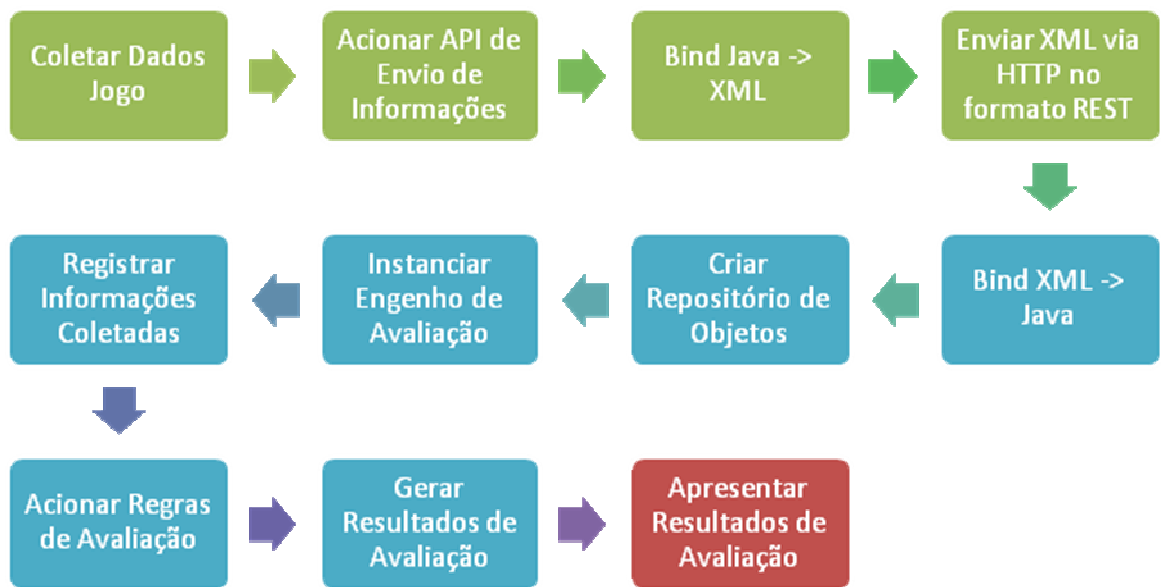 Coletar Dados
Jogo
Acionar API de
Envio de
Informações
Bind Java ->
XML
Enviar XML via
HTTP no
formato REST
Bind XML ->
Java
Criar
Repositório de
Objetos
Instanciar
Engenho de
Avaliação
Registrar
Informações
Coletadas
Acionar Regras
de Avaliação
Gerar
Resultados de
Avaliação
Apresentar
Resultados de
Avaliação